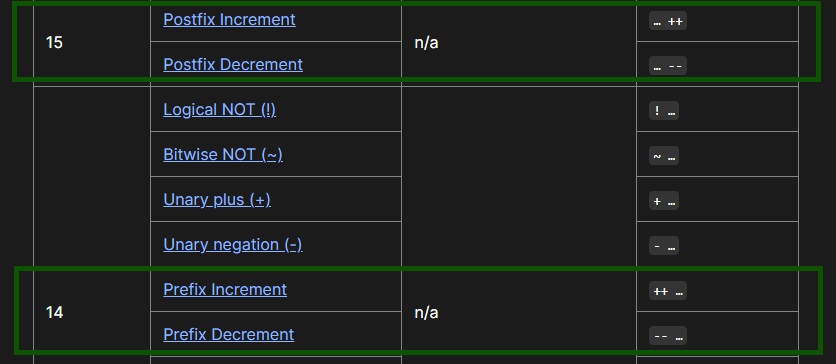 Postfix Increment
… ++
15
n/a
Postfix Decrement
… --
Logical NOT (!)
! …
Bitwise NOT (~)
~ …
Unary plus (+)
+ …
Unary negation (-)
- …
Prefix Increment
++ …
14
n/a
Prefix Decrement
-- …